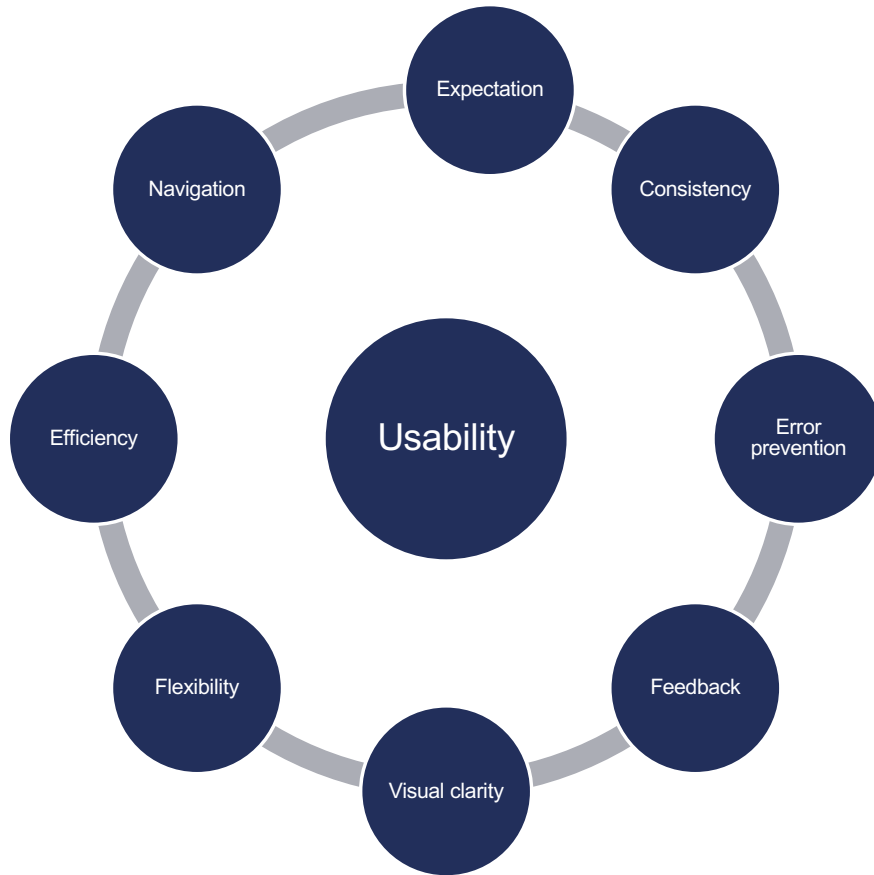 Expectation
Navigation
Consistency
Efficiency
Usability
Error
prevention
Flexibility
Feedback
Visual clarity